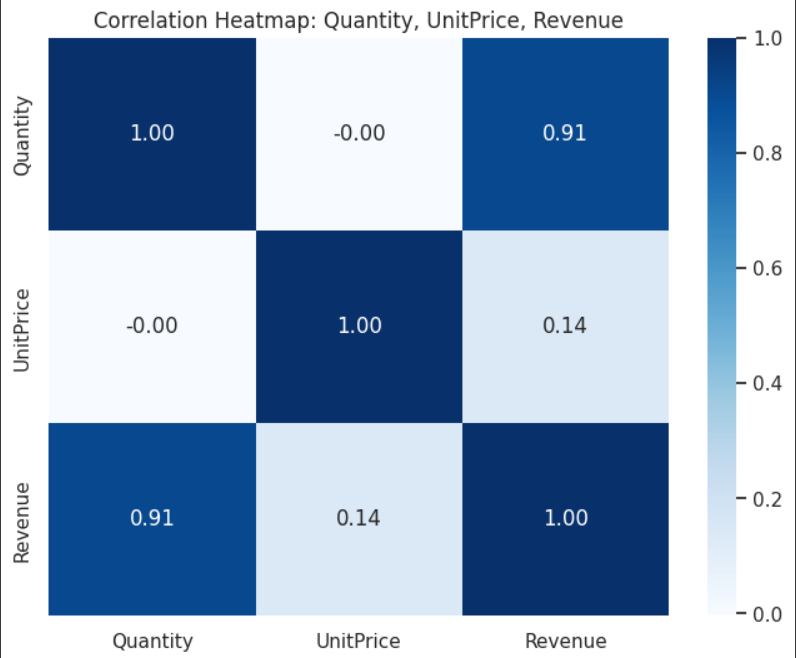 Correlation Heatmap: Quantity, UnitPrice, Revenue
Quantity
1.00
-0.00
0.91
UnitPrice
-0.00
1.00
0.14
Revenue
0.91
0.14
1.00
Quantity
UnitPrice
Revenue
1.0
0.8
0.6
0.4
0.2
0.0